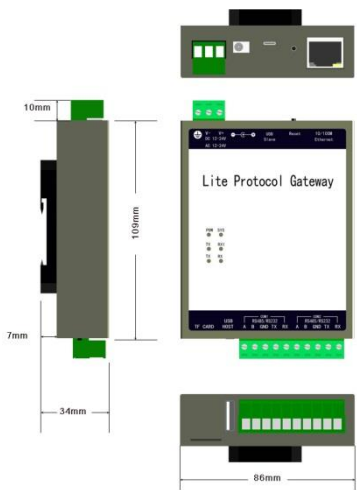 10mm
V- V+
DC 12-24V
AC 12-24V
USB
Slave
Reset
10/100M
Ethernet
Lite Protocol Gateway
109mm
PWR SYS
TX
TX RX
7mm
TF CARD
USB
HOST
COM1
RS485/RS232
A B GND TX RX
COM2
RS485/RS232
A B GND TX RX
34mm
86mm